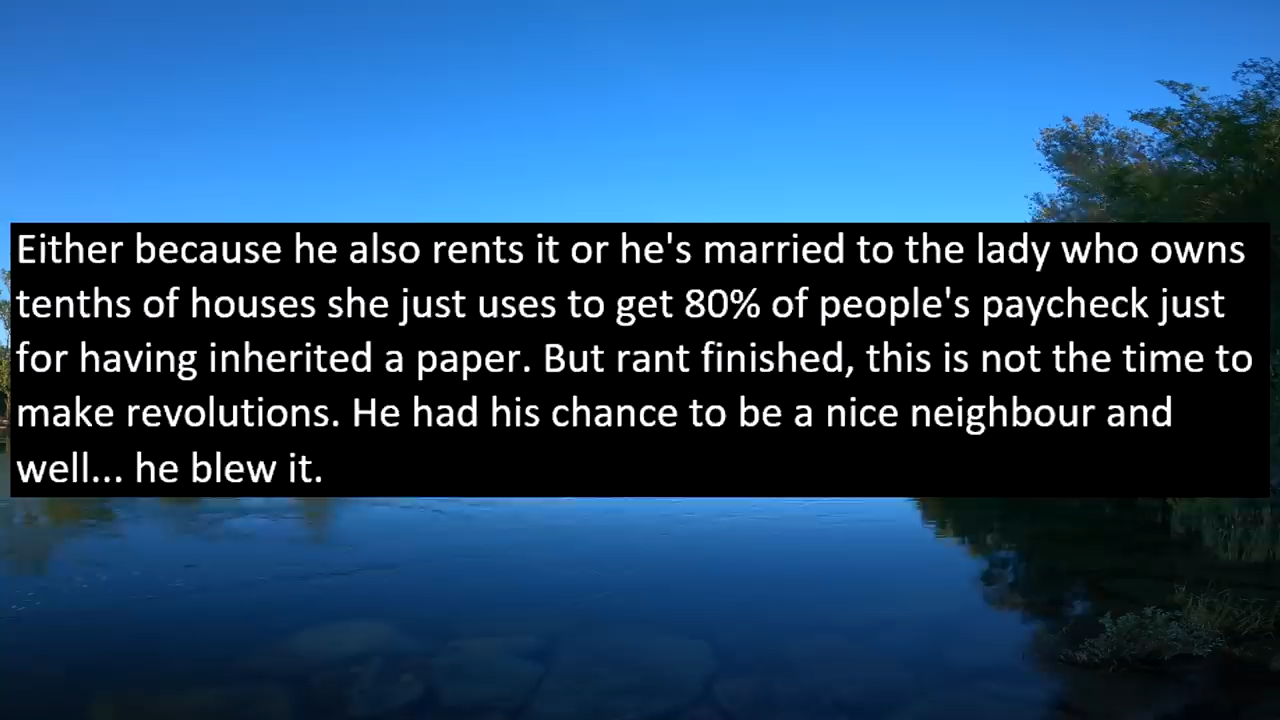 Either because he also rents it or he's married to the lady who owns
tenths of houses she just uses to get 80% of people's paycheck just
for having inherited a paper. But rant finished, this is not the time to
make revolutions. He had his chance to be a nice neighbour and
well... he blew it.